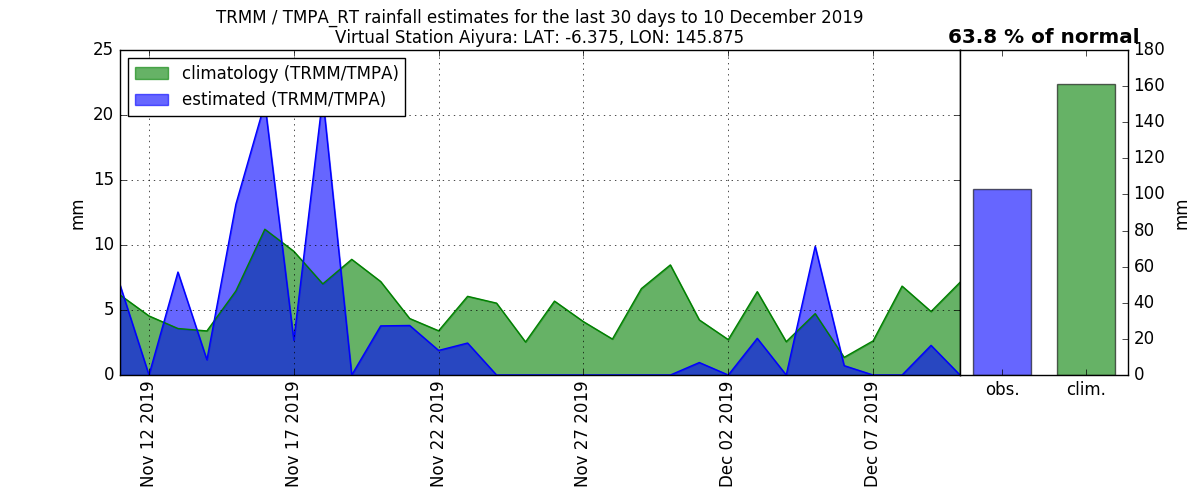 TRMM / TMPA_RT rainfall estimates for the last 30 days to 10 December 2019
Virtual Station Aiyura: LAT: -6.375, LON: 145.875
63.8 % of normal
climatology (TRMM/TMPA)
estimated (TRMM/TMPA)
25
20
15
10
5
0
mm
Nov 12 2019
Nov 17 2019
Nov 22 2019
Nov 27 2019
Dec 02 2019
Dec 07 2019
obs.
clim.
180
160
140
120
100
80
60
40
20
0
mm